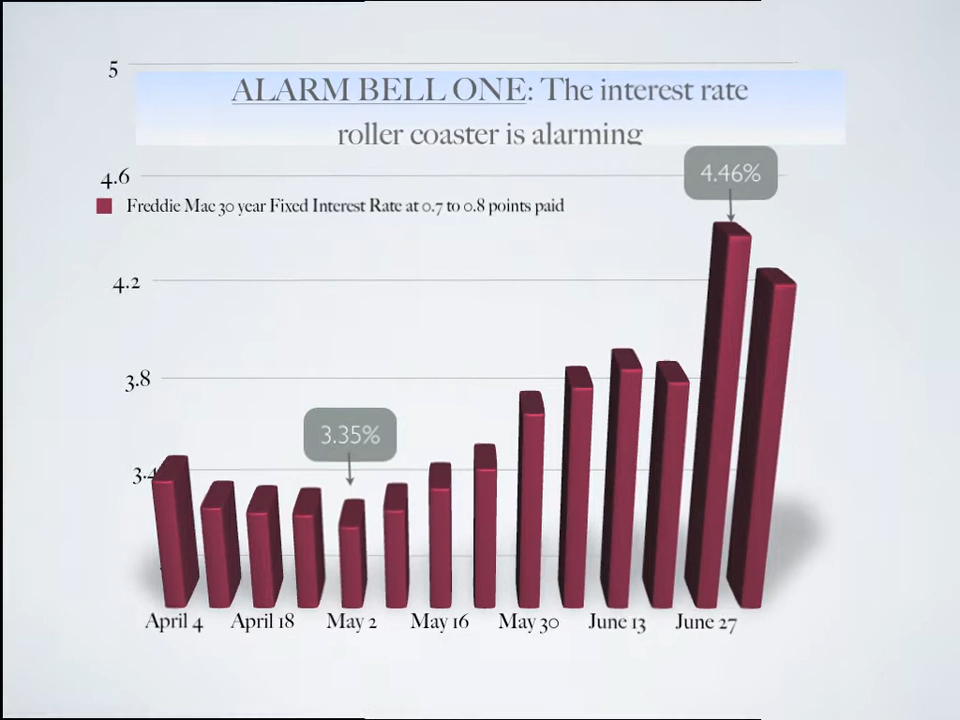 5
ALARM BELL ONE: The interest rate
roller coaster is alarming
4.46%
4.6
Freddie Mac 30 year Fixed Interest Rate at 0.7 to 0.8 points paid
4.2
3.8
3.35%
3.4
April 4 April 18 May 2 May 16 May 30 June 13 June 27